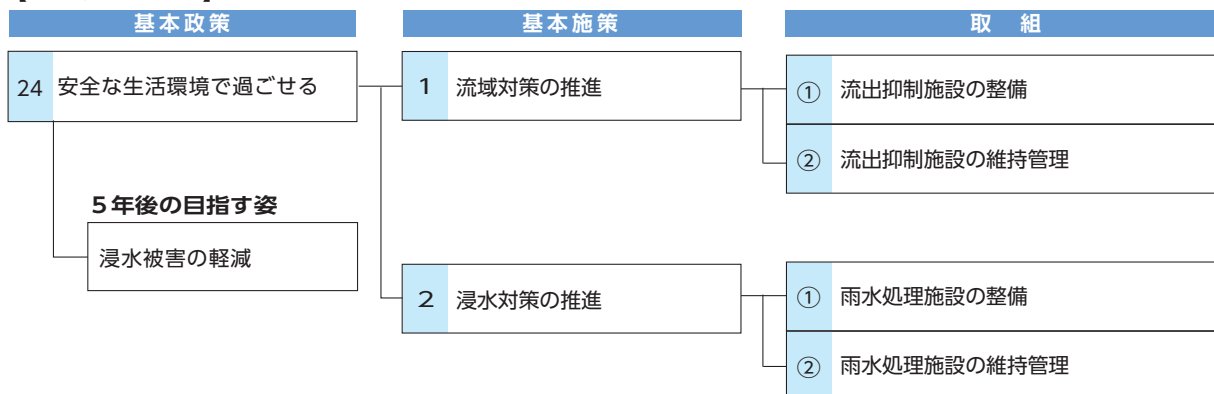 基本政策
基本施策
取 組
24 安全な生活環境で過ごせる
1 流域対策の推進
① 流出抑制施設の整備
② 流出抑制施設の維持管理
5年後の目指す姿
浸水被害の軽減
2 浸水対策の推進
① 雨水処理施設の整備
② 雨水処理施設の維持管理